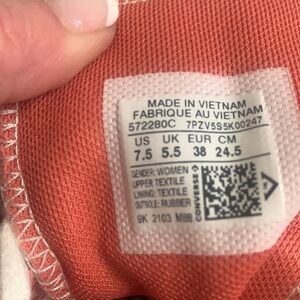 MADE IN VIETNAM
FABRIQUE AU VIETNAM
572280C 7PZV5S5K00247
US UK EUR CM
7.5 5.5 38 24.5
GENDER: WOMEN
UPPER: TEXTILE
LINING: TEXTILE
OUTSOLE: RUBBER
CONVERSE
9K 2103 M88